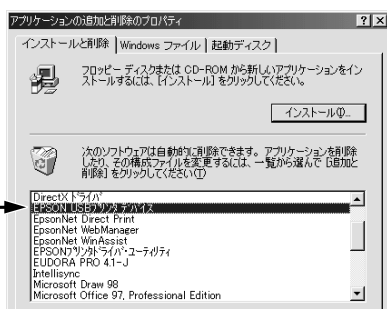 アプリケーションの追加と削除のプロパティ
インストールと削除 Windows ファイル 起動ディスク
フロッピー ディスクまたは CD-ROM から新しいアプリケーションをイン
ストールするには、[インストール] をクリックしてください。
インストール(I)...
次のソフトウェアは自動的に削除できます。アプリケーションを削除
したり、その構成ファイルを変更するには、一覧から選んで [追加と
削除] をクリックしてください(T)
DirectX ドライバ
EPSON USBプリンタデバイス
EpsonNet Direct Print
EpsonNet WebManager
EpsonNet WinAssist
EPSONプリンタドライバ・ユーティリティ
EUDORA PRO 4.1-J
Intellisync
Microsoft Draw 98
Microsoft Office 97, Professional Edition